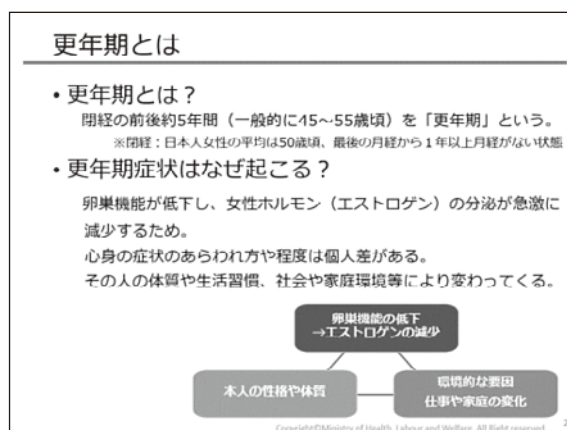 更年期とは
• 更年期とは？
閉経の前後約5年間（一般的に45～55歳頃）を「更年期」という。
※閉経：日本人女性の平均は50歳頃、最後の月経から１年以上月経がない状態
• 更年期症状はなぜ起こる？
卵巣機能が低下し、女性ホルモン（エストロゲン）の分泌が急激に
減少するため。
心身の症状のあらわれ方や程度は個人差がある。
その人の体質や生活習慣、社会や家庭環境等により変わってくる。
卵巣機能の低下
→エストロゲンの減少
本人の性格や体質
環境的な要因
仕事や家庭の変化
Copyright©Ministry of Health, Labour and Welfare, All Right reserved.
2